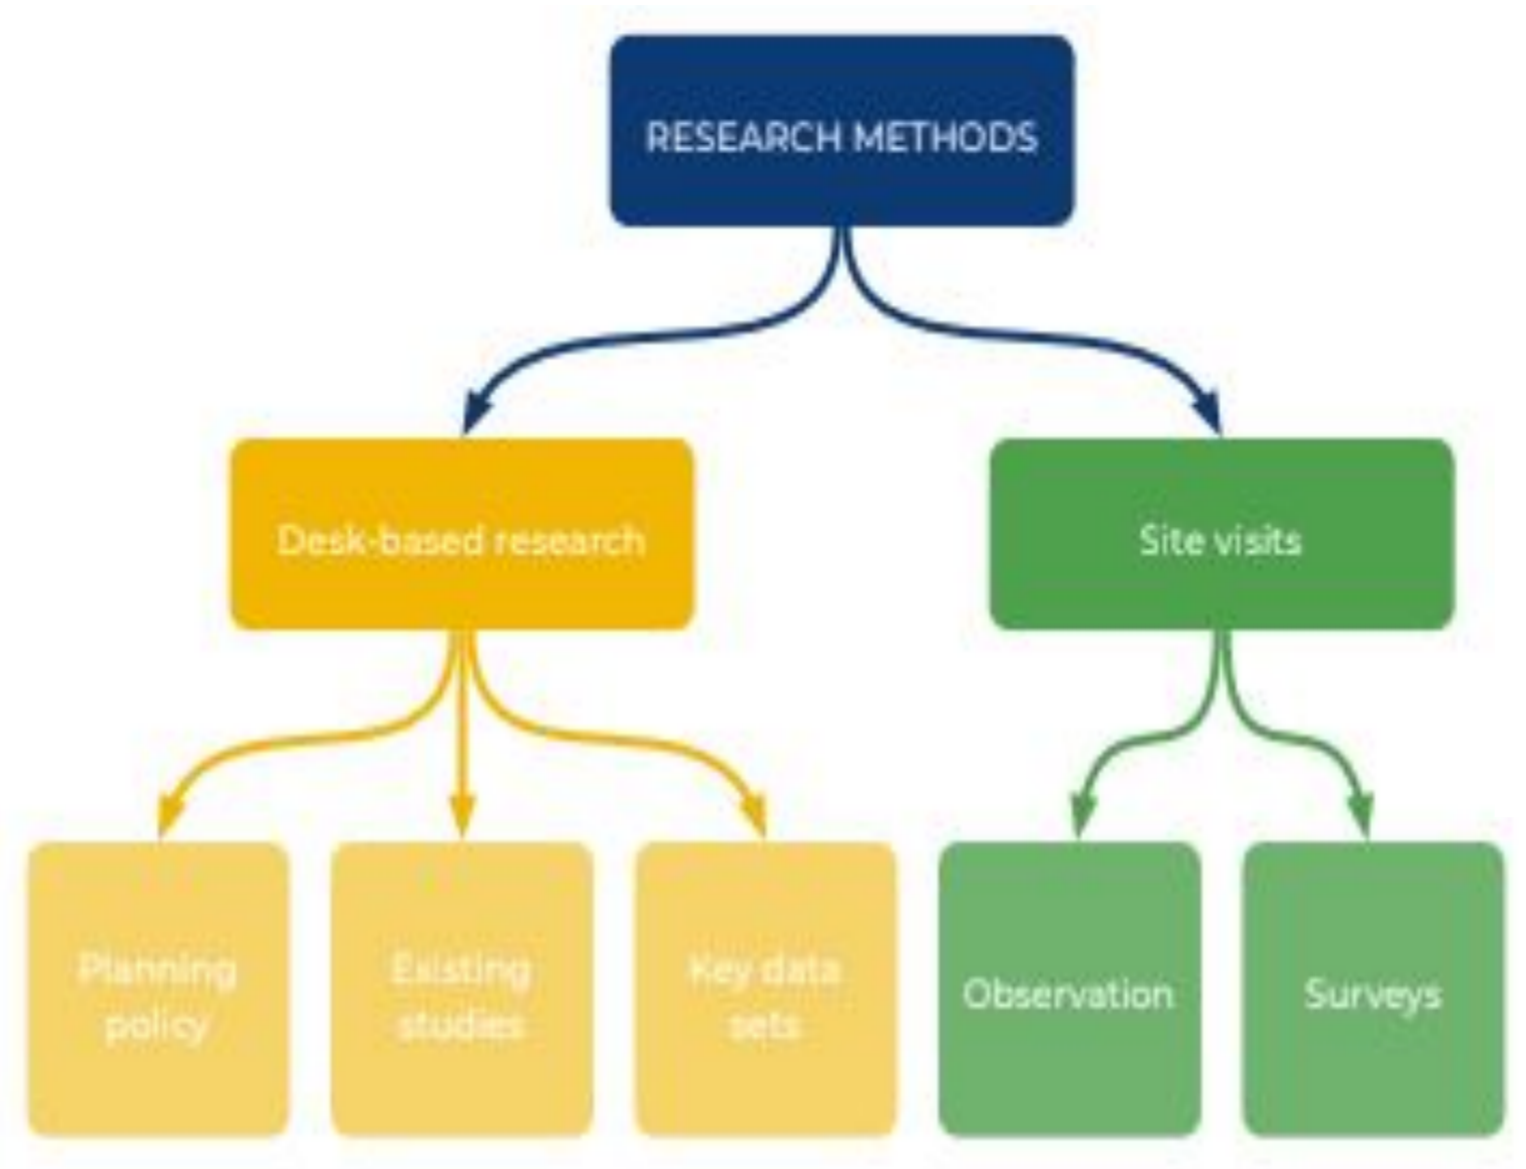 RESEARCH METHODS
Desk-based research
Site visits
Planning
policy
Existing
studies
Key data
sets
Observation
Surveys